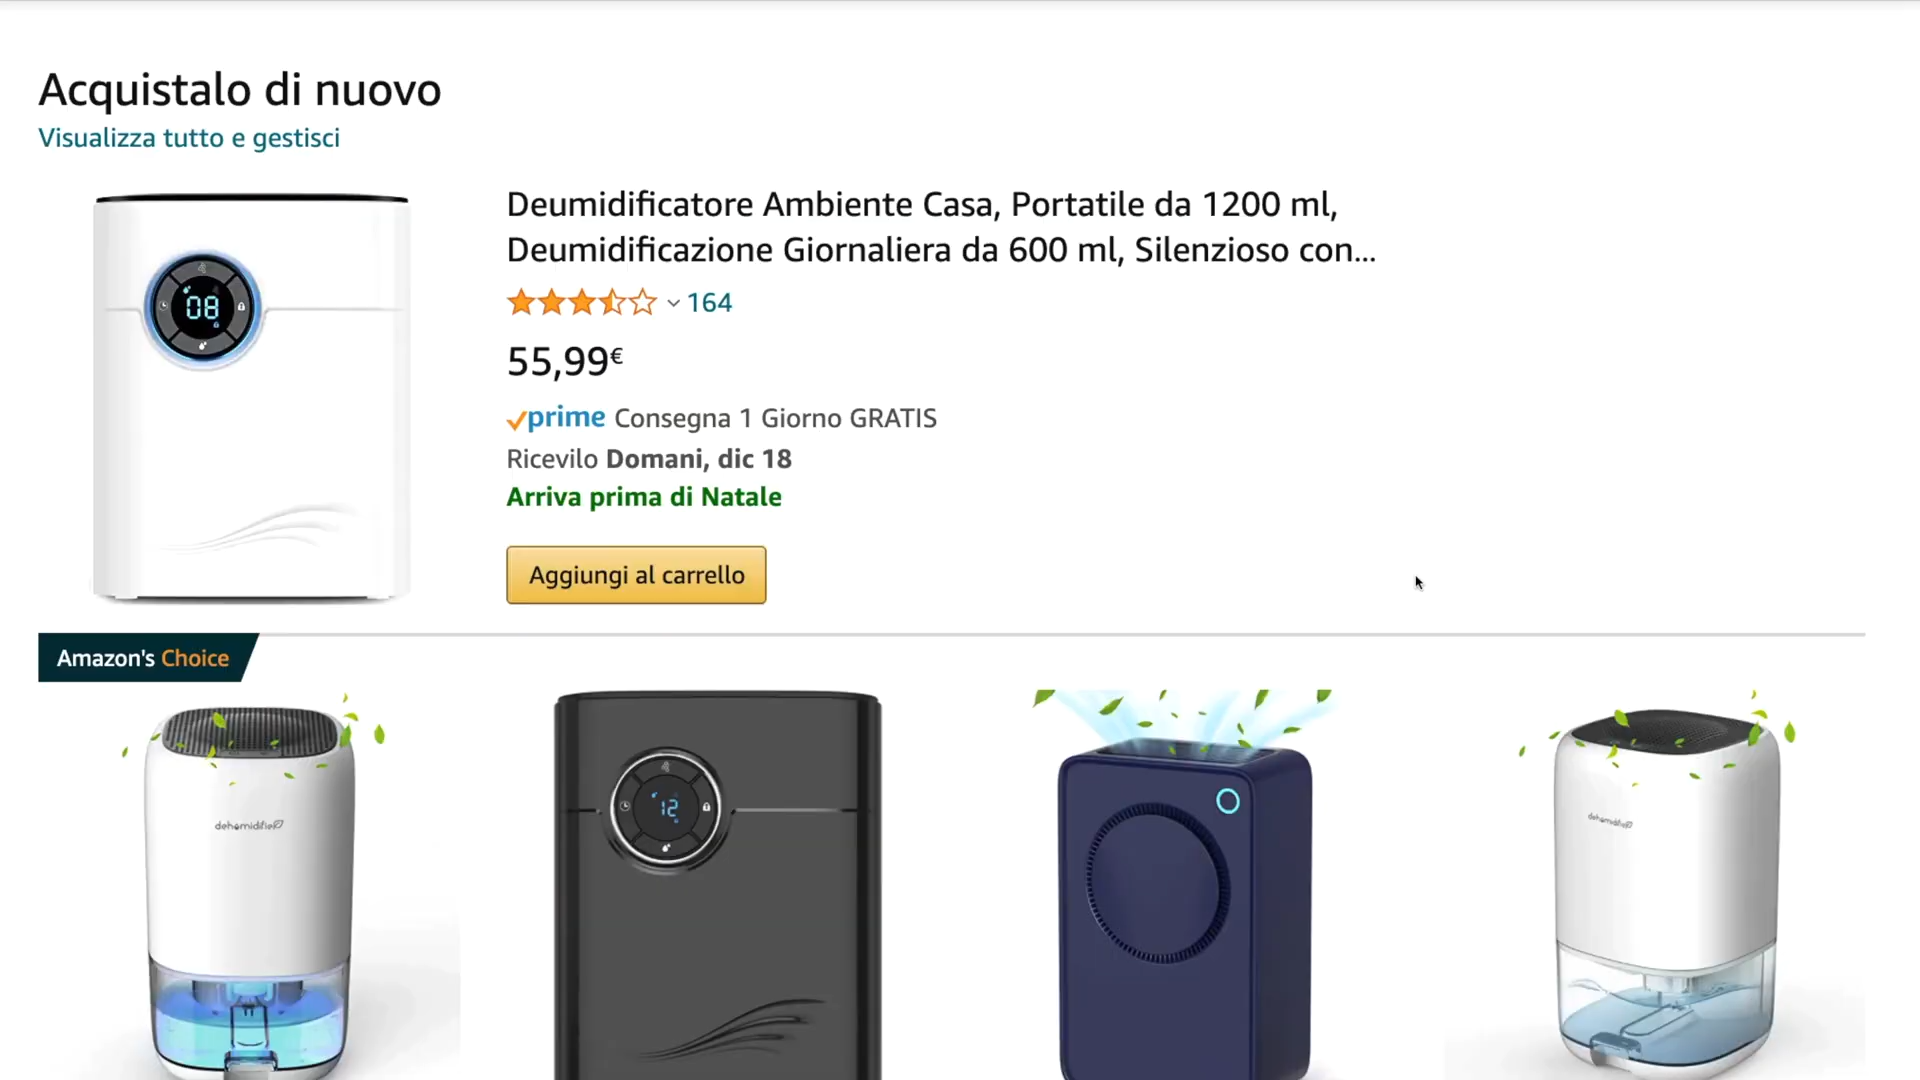 Acquistalo di nuovo
Visualizza tutto e gestisci
Deumidificatore Ambiente Casa, Portatile da 1200 ml,
Deumidificazione Giornaliera da 600 ml, Silenzioso con...
164
55,99€
prime Consegna 1 Giorno GRATIS
Ricevilo Domani, dic 18
Arriva prima di Natale
Aggiungi al carrello
Amazon's Choice
08
12
dehumidifier
dehumidifier